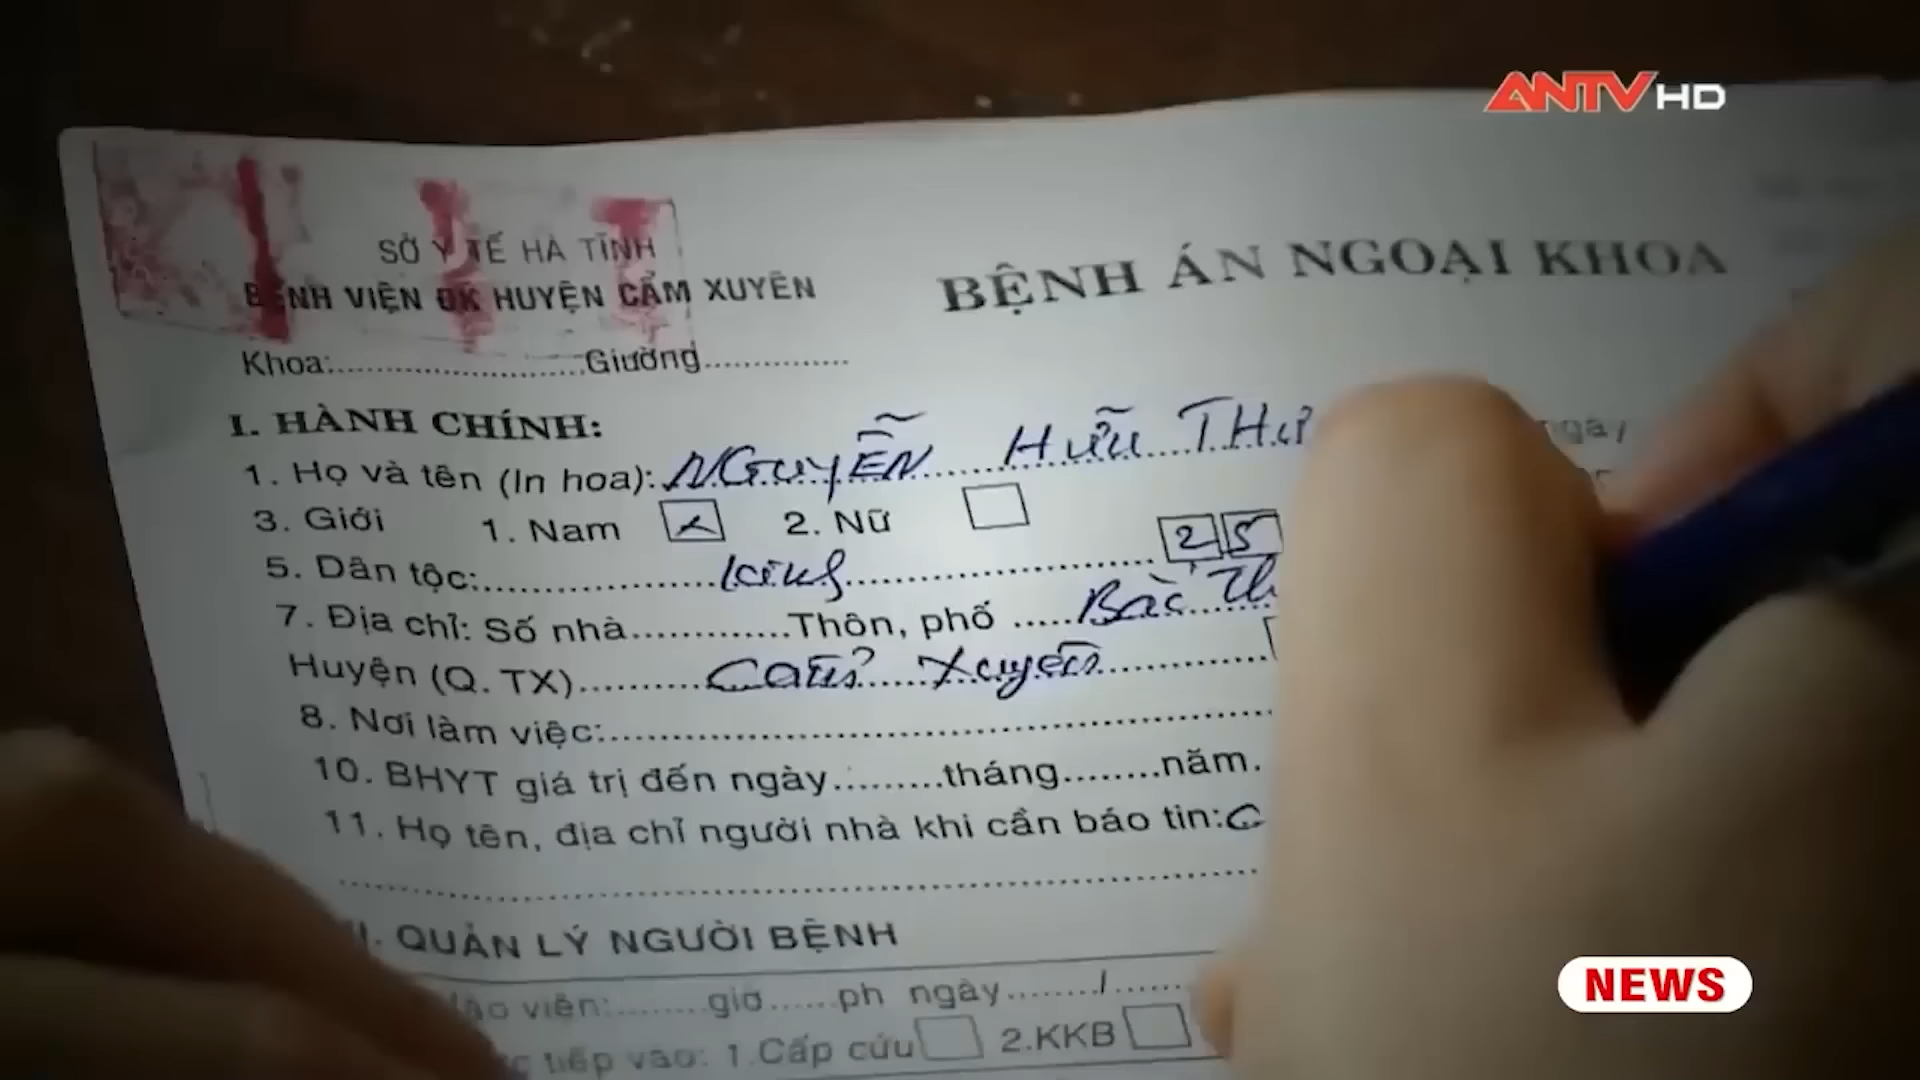 ANTV HD
SỞ Y TẾ HÀ TĨNH
BỆNH VIỆN ĐK HUYỆN CẨM XUYÊN
BỆNH ÁN NGOẠI KHOA
Khoa:........................Giường...............
I. HÀNH CHÍNH:
1. Họ và tên (In hoa): NGUYỄN HỮU
3. Giới 1. Nam 2. Nữ
25
5. Dân tộc: kinh
7. Địa chỉ: Số nhà.............Thôn, phố ..... Bắc
Huyện (Q. TX) Cẩm Xuyên
8. Nơi làm việc:
10. BHYT giá trị đến ngày.........tháng........năm.
11. Họ tên, địa chỉ người nhà khi cần báo tin:
QUẢN LÝ NGƯỜI BỆNH
viện:........giờ......ph ngày......../......
tiếp vào: 1.Cấp cứu 2.KKB
NEWS